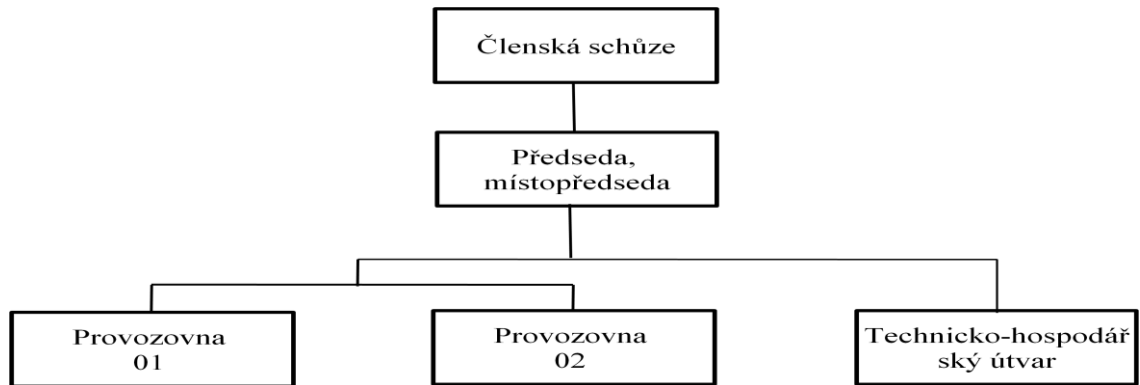 Členská schůze
Předseda,
místopředseda
Provozovna
01
Provozovna
02
Technicko-hospodář
ský útvar